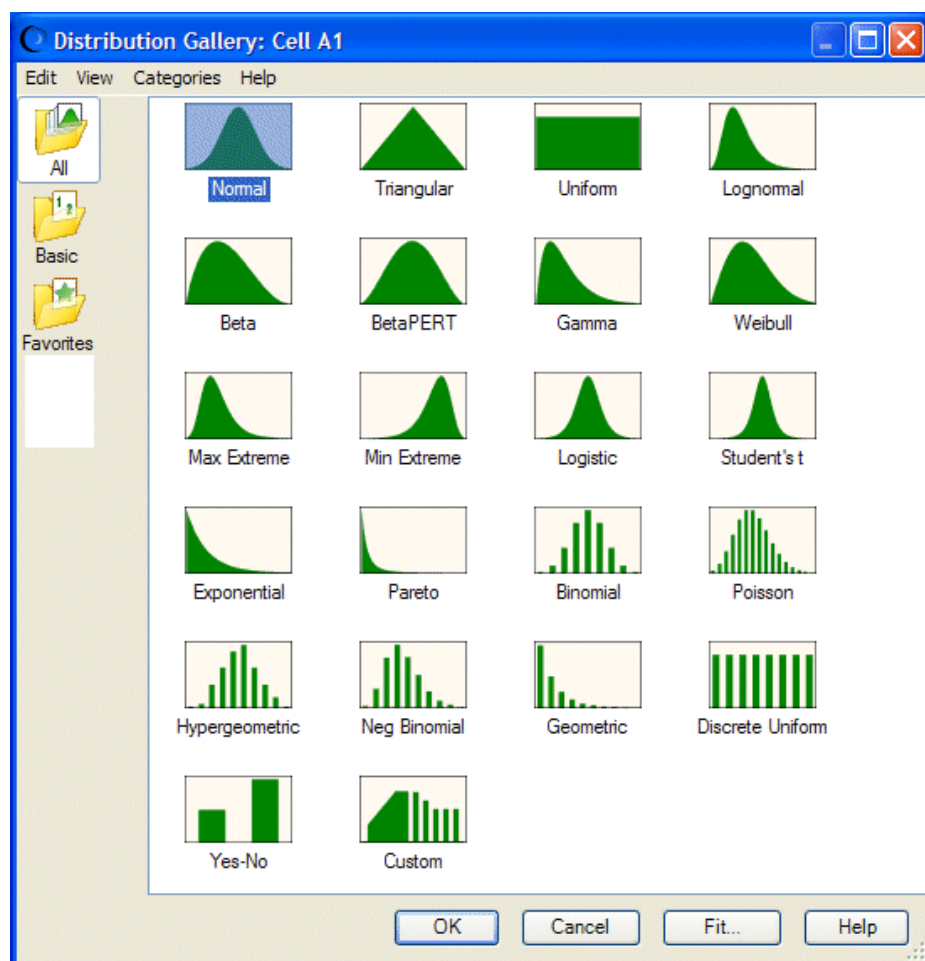 Distribution Gallery: Cell A1
Edit View Categories Help
All
Basic
Favorites
Normal Triangular Uniform Lognormal
Beta BetaPERT Gamma Weibull
Max Extreme Min Extreme Logistic Student's t
Exponential Pareto Binomial Poisson
Hypergeometric Neg Binomial Geometric Discrete Uniform
Yes-No Custom
OK Cancel Fit... Help